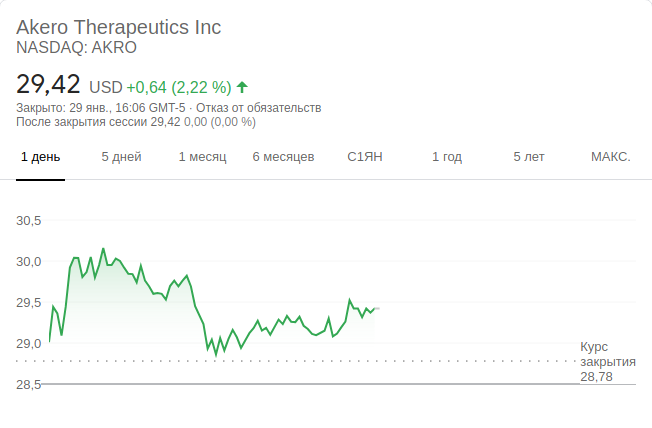 Akero Therapeutics Inc
NASDAQ: AKRO
29,42 USD +0,64 (2,22 %)
Закрыто: 29 янв., 16:06 GMT-5 · Отказ от обязательств
После закрытия сессии 29,42 0,00 (0,00 %)
1 день 5 дней 1 месяц 6 месяцев С1ЯН 1 год 5 лет МАКС.
30,5
30,0
29,5
29,0
28,5
Курс
закрытия
28,78